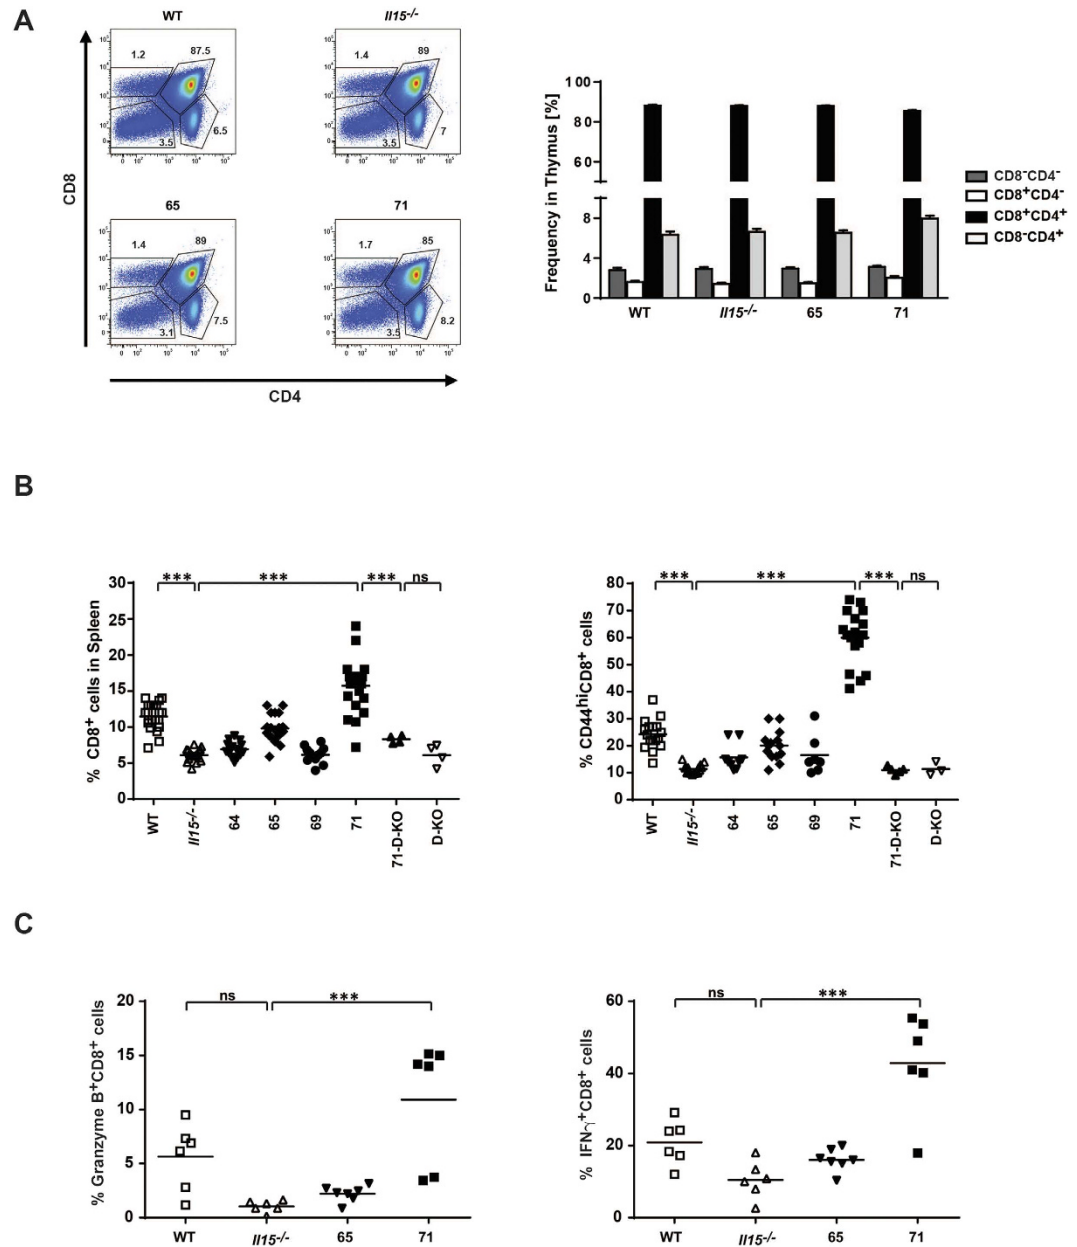 A
WT
Il15-/-
1.2
87.5
3.5
6.5
1.4
89
3.5
7
65
71
1.4
89
3.1
7.5
1.7
85
3.5
8.2
CD8
CD4
0 10² 10³ 10⁴ 10⁵
Frequency in Thymus [%]
100
80
60
8
4
0
WT Il15-/- 65 71
CD8-CD4-
CD8+CD4-
CD8+CD4+
CD8-CD4+
B
% CD8+ cells in Spleen
30
25
20
15
10
5
0
*** *** *** ns
WT Il15-/- 64 65 69 71 71-D-KO D-KO
% CD44hiCD8+ cells
80
70
60
50
40
30
20
10
0
*** *** *** ns
WT Il15-/- 64 65 69 71 71-D-KO D-KO
C
% Granzyme B+CD8+ cells
20
15
10
5
0
ns ***
WT Il15-/- 65 71
% IFNγ+CD8+ cells
60
40
20
0
ns ***
WT Il15-/- 65 71